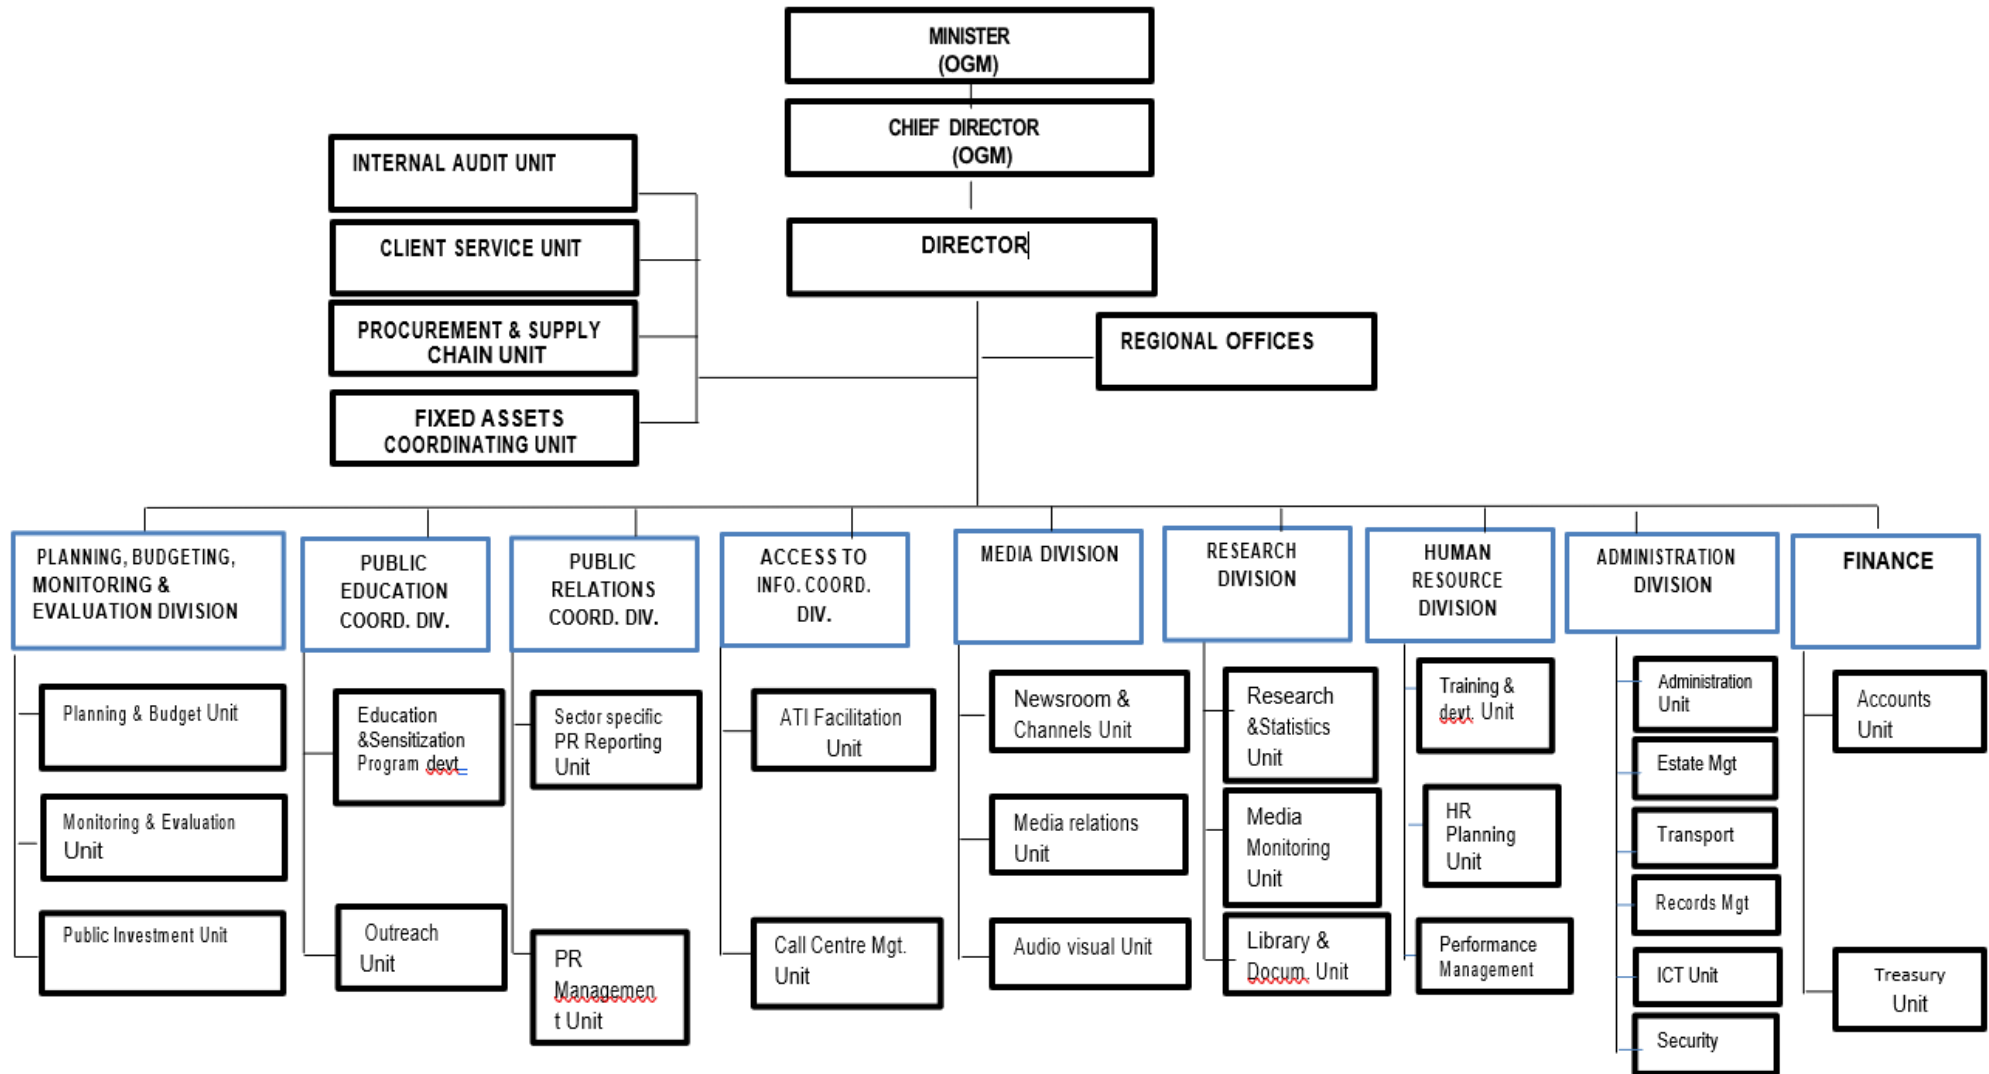 MINISTER
(OGM)
CHIEF DIRECTOR
(OGM)
DIRECTOR
INTERNAL AUDIT UNIT
CLIENT SERVICE UNIT
PROCUREMENT & SUPPLY
CHAIN UNIT
FIXED ASSETS
COORDINATING UNIT
REGIONAL OFFICES
PLANNING, BUDGETING,
MONITORING &
EVALUATION DIVISION
Planning & Budget Unit
Monitoring & Evaluation
Unit
Public Investment Unit
PUBLIC
EDUCATION
COORD. DIV.
Education
&Sensitization
Program devt
Outreach
Unit
PUBLIC
RELATIONS
COORD. DIV.
Sector specific
PR Reporting
Unit
PR
Managemen
t Unit
ACCESS TO
INFO. COORD.
DIV.
ATI Facilitation
Unit
Call Centre Mgt.
Unit
MEDIA DIVISION
Newsroom &
Channels Unit
Media relations
Unit
Audio visual Unit
RESEARCH
DIVISION
Research
&Statistics
Unit
Media
Monitoring
Unit
Library &
Docum. Unit
HUMAN
RESOURCE
DIVISION
Training &
devt. Unit
HR
Planning
Unit
Performance
Management
ADMINISTRATION
DIVISION
Administration
Unit
Estate Mgt
Transport
Records Mgt
ICT Unit
Security
FINANCE
Accounts
Unit
Treasury
Unit